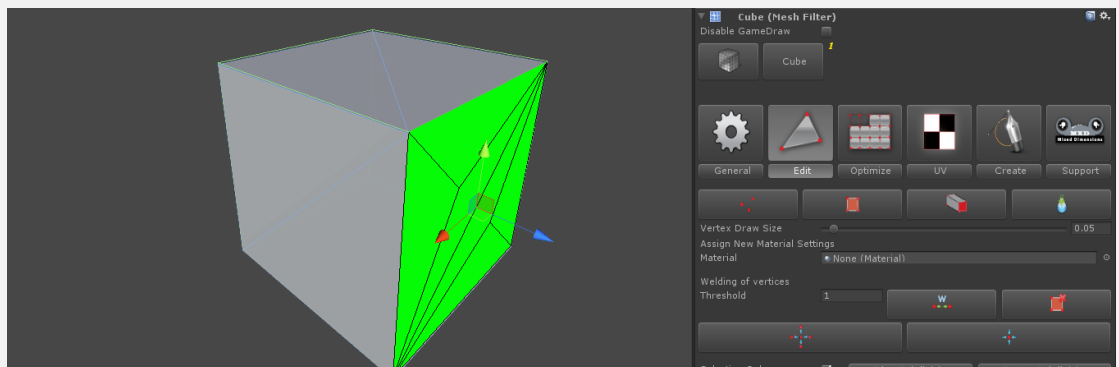 Cube (Mesh Filter)
Disable GameDraw
1
Cube
MXD
Mixed Dimensions
General
Edit
Optimize
UV
Create
Support
Vertex Draw Size
0.05
Assign New Material Settings
Material
None (Material)
Welding of vertices
Threshold
1
W